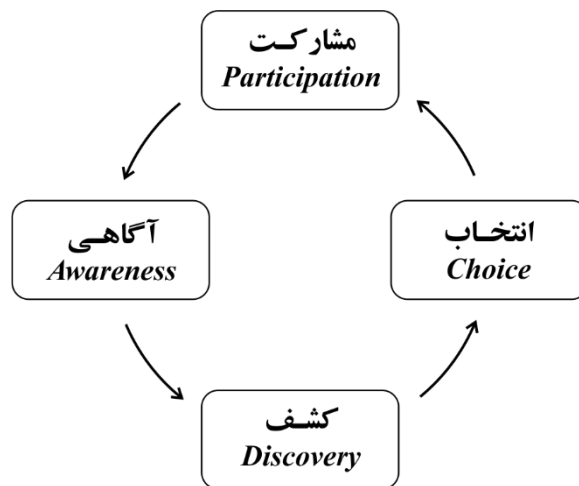 مشارکت
Participation
آگاهی
Awareness
انتخاب
Choice
کشف
Discovery